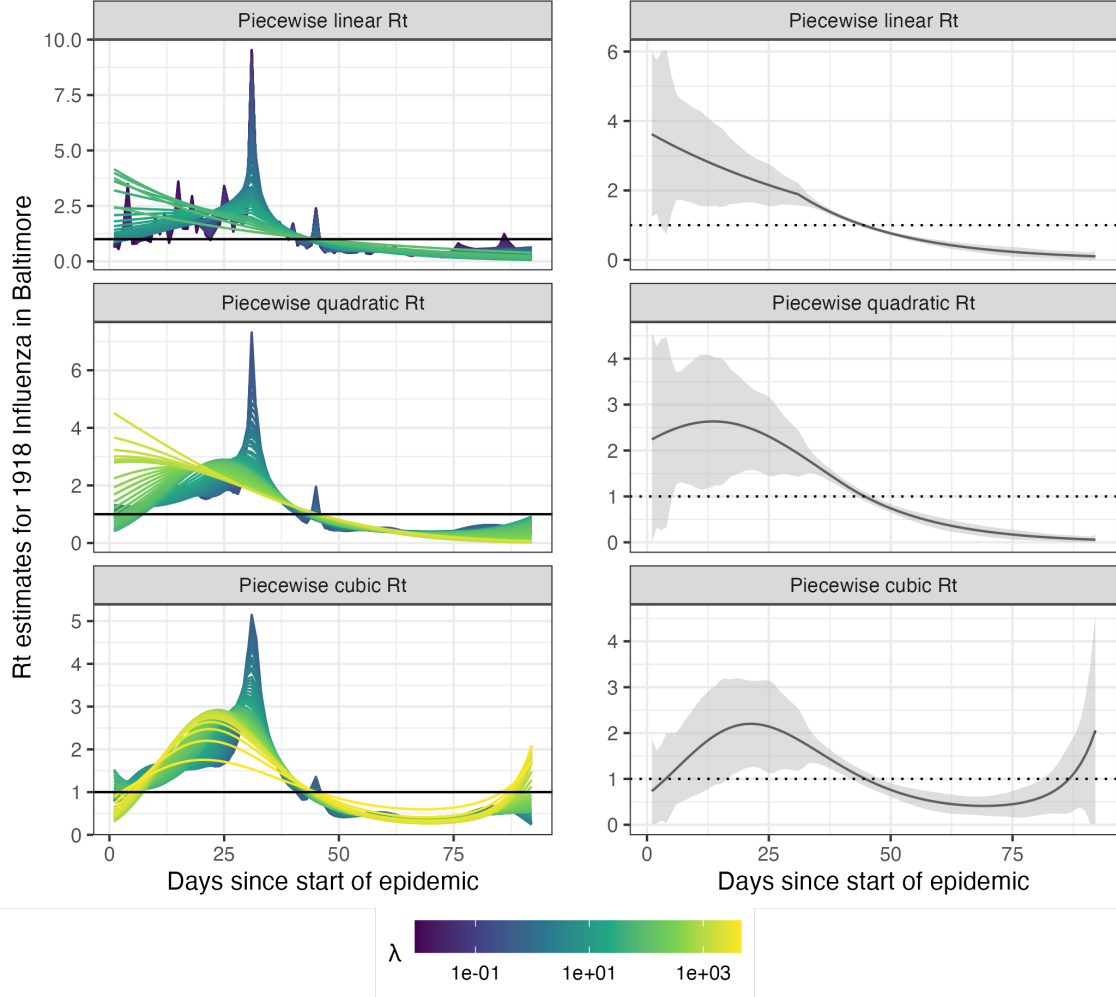 Rt estimates for 1918 Influenza in Baltimore
Piecewise linear Rt
10.0
7.5
5.0
2.5
0.0
Piecewise quadratic Rt
6
4
2
0
Piecewise cubic Rt
5
4
3
2
1
0
0 25 50 75
Days since start of epidemic
Piecewise linear Rt
6
4
2
0
Piecewise quadratic Rt
4
3
2
1
0
Piecewise cubic Rt
4
3
2
1
0
0 25 50 75
Days since start of epidemic
λ
1e-01 1e+01 1e+03